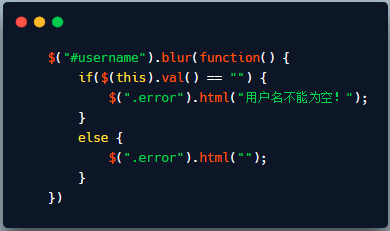 $("#username").blur(function() {
    if($(this).val() == "") {
        $(".error").html("用户名不能为空！");
    }
    else {
        $(".error").html("");
    }
})